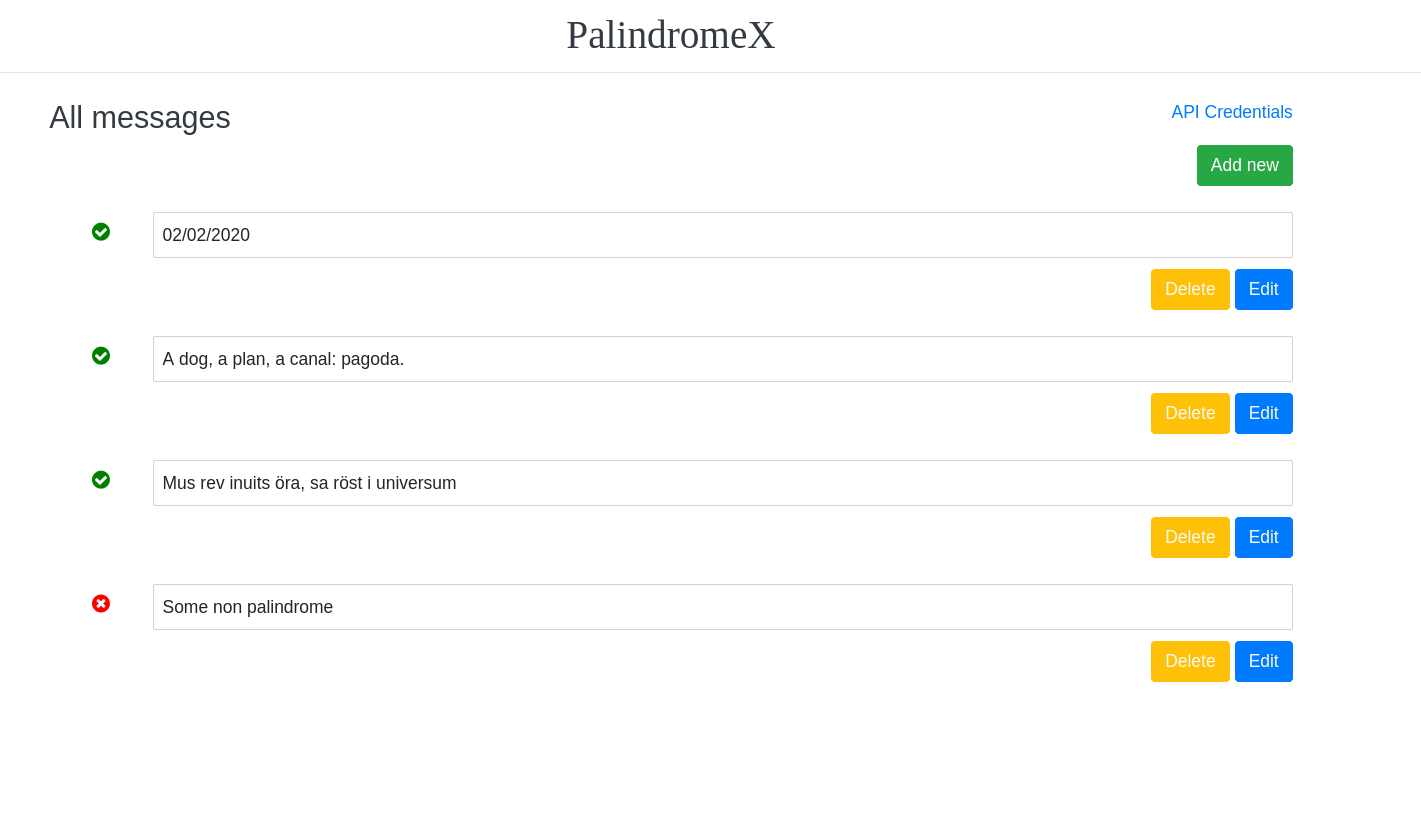 PalindromeX
All messages
API Credentials
Add new
02/02/2020
Delete Edit
A dog, a plan, a canal: pagoda.
Delete Edit
Mus rev inuits öra, sa röst i universum
Delete Edit
Some non palindrome
Delete Edit